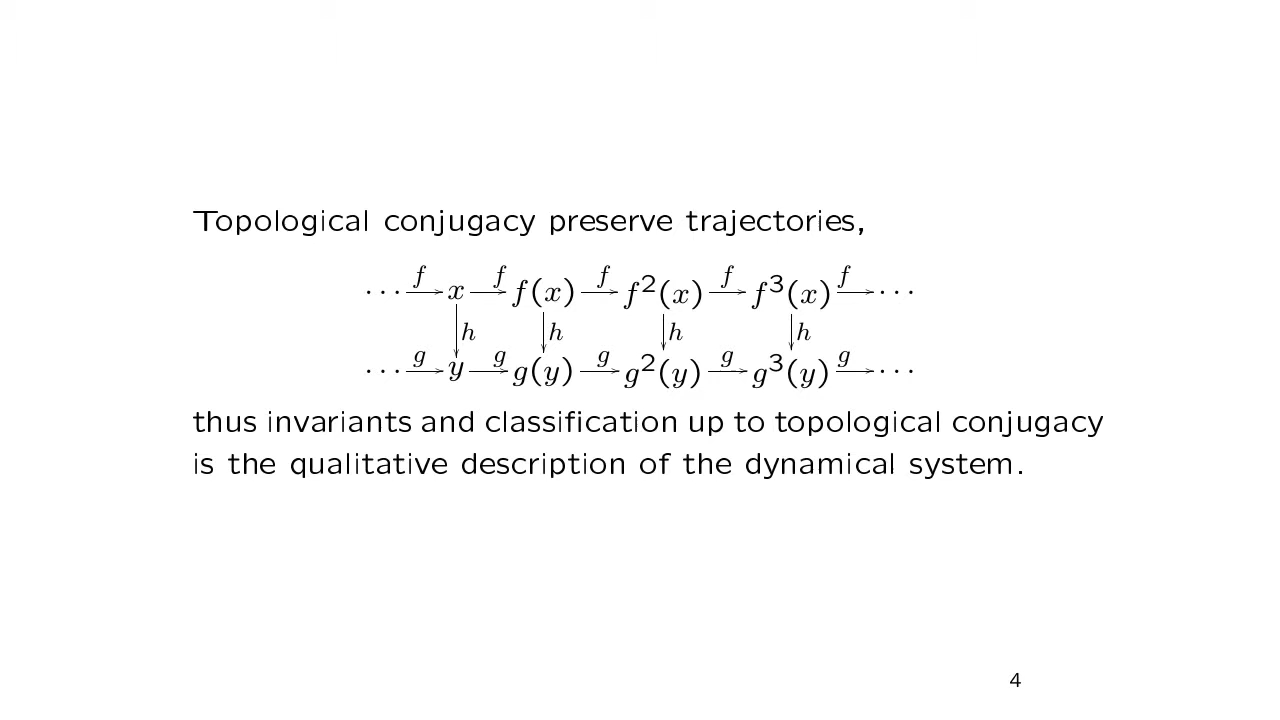 Topological conjugacy preserve trajectories,
··· f x f f(x) f f²(x) f f³(x) f ···
h h h h
··· g y g g(y) g g²(y) g g³(y) g ···
thus invariants and classification up to topological conjugacy
is the qualitative description of the dynamical system.
4